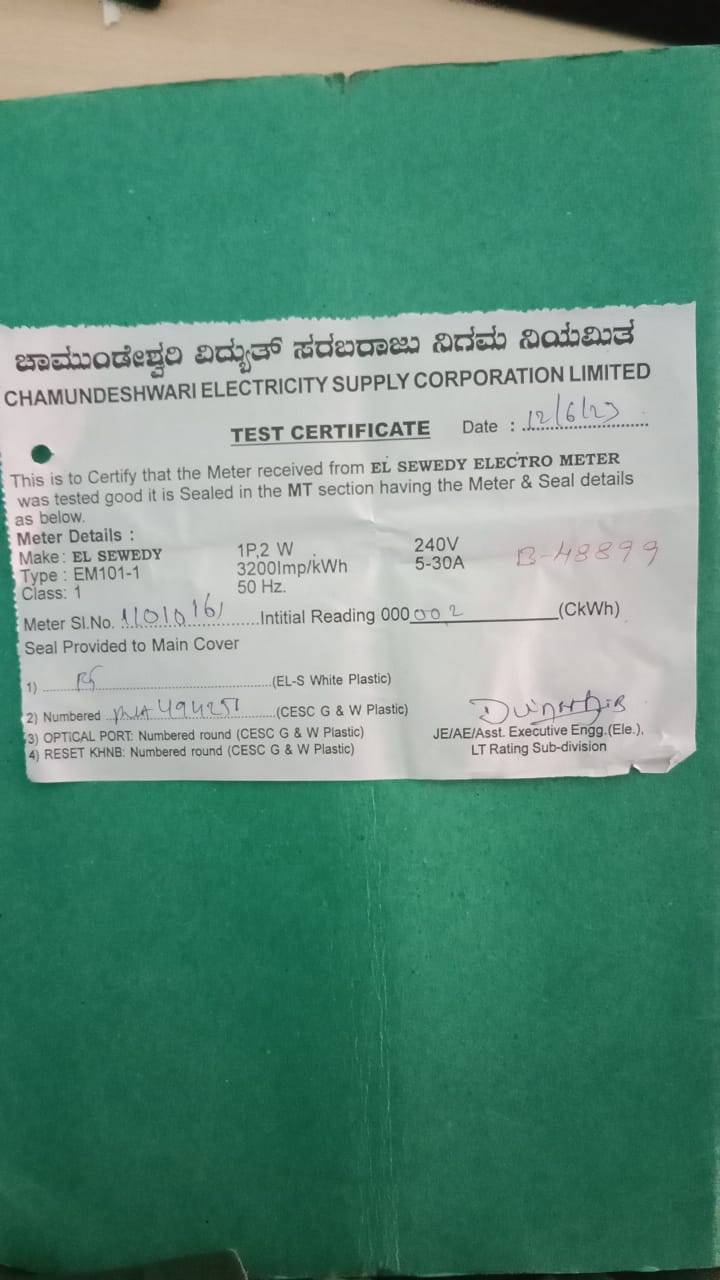 ಚಾಮುಂಡೇಶ್ವರಿ ವಿದ್ಯುತ್ ಸರಬರಾಜು ನಿಗಮ ನಿಯಮಿತ
CHAMUNDESHWARI ELECTRICITY SUPPLY CORPORATION LIMITED
TEST CERTIFICATE Date : 12/6/23
This is to Certify that the Meter received from EL SEWEDY ELECTRO METER
was tested good it is Sealed in the MT section having the Meter & Seal details
as below.
Meter Details :
Make : EL SEWEDY 1P,2 W 240V B-48899
Type : EM101-1 3200Imp/kWh 5-30A
Class: 1 50 Hz.
Meter Sl.No. 11010161 Intitial Reading 000 002 (CkWh)
Seal Provided to Main Cover
1) (EL-S White Plastic)
2) Numbered 494251 (CESC G & W Plastic)
3) OPTICAL PORT: Numbered round (CESC G & W Plastic)
4) RESET KHNB: Numbered round (CESC G & W Plastic)
JE/AE/Asst. Executive Engg.(Ele.),
LT Rating Sub-division